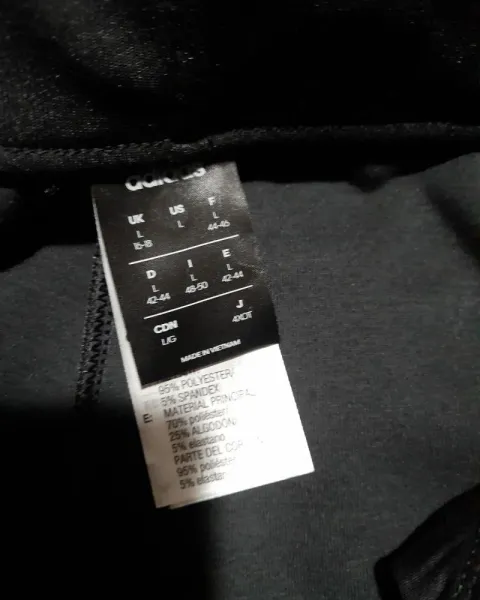 adidas
UK US F
L L L
16-18 44-46
D I E
L L L
42-44 48-50 42-44
CDN J
L/G 4XOT
MADE IN VIETNAM
95% POLYESTER/
5% SPANDEX
E: MATERIAL PRINCIPAL
70% poliéster/
25% ALGODÓN/
5% elastano
PARTE DEL
95% poliéster
5% elastano